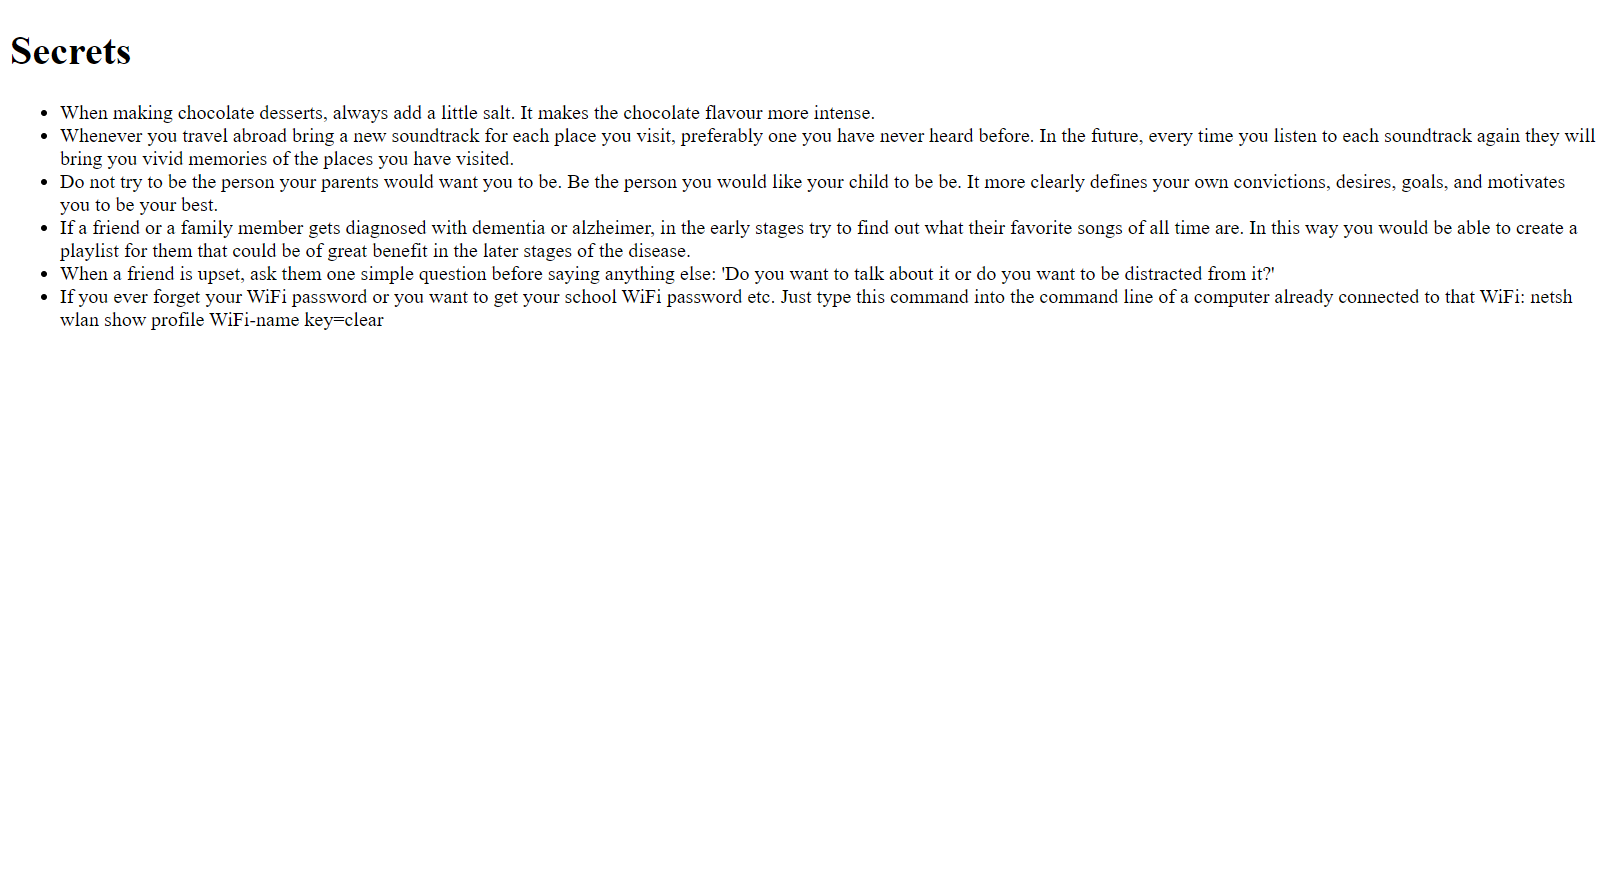 Secrets
• When making chocolate desserts, always add a little salt. It makes the chocolate flavour more intense.
• Whenever you travel abroad bring a new soundtrack for each place you visit, preferably one you have never heard before. In the future, every time you listen to each soundtrack again they will
bring you vivid memories of the places you have visited.
• Do not try to be the person your parents would want you to be. Be the person you would like your child to be be. It more clearly defines your own convictions, desires, goals, and motivates
you to be your best.
• If a friend or a family member gets diagnosed with dementia or alzheimer, in the early stages try to find out what their favorite songs of all time are. In this way you would be able to create a
playlist for them that could be of great benefit in the later stages of the disease.
• When a friend is upset, ask them one simple question before saying anything else: 'Do you want to talk about it or do you want to be distracted from it?'
• If you ever forget your WiFi password or you want to get your school WiFi password etc. Just type this command into the command line of a computer already connected to that WiFi: netsh
wlan show profile WiFi-name key=clear